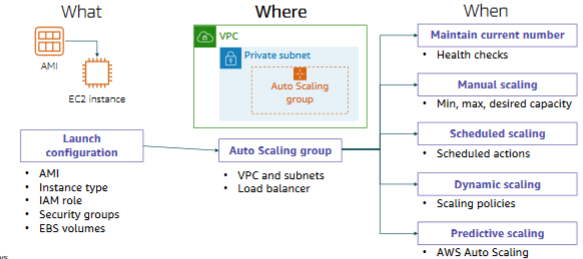 What
Where
When
AMI
EC2 instance
VPC
Private subnet
Auto Scaling
group
Launch
configuration
• AMI
• Instance type
• IAM role
• Security groups
• EBS volumes
Auto Scaling group
• VPC and subnets
• Load balancer
Maintain current number
• Health checks
Manual scaling
• Min, max, desired capacity
Scheduled scaling
• Scheduled actions
Dynamic scaling
• Scaling policies
Predictive scaling
• AWS Auto Scaling